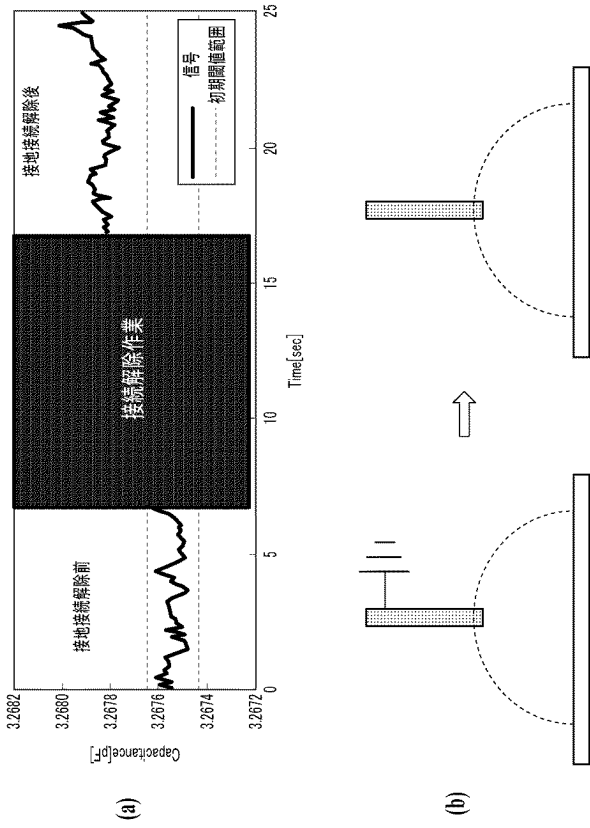 (a)
Capacitance[pF]
3.2682
3.2680
3.2678
3.2676
3.2674
3.2672
接地接続解除前
接続解除作業
接地接続解除後
信号
初期閾値範囲
0
5
10
15
20
25
Time[sec]
(b)